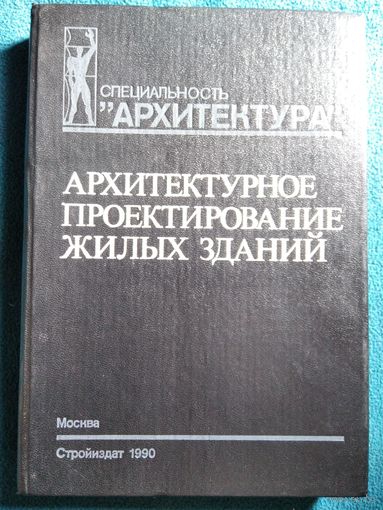 СПЕЦИАЛЬНОСТЬ
"АРХИТЕКТУРА"
АРХИТЕКТУРНОЕ
ПРОЕКТИРОВАНИЕ
ЖИЛЫХ ЗДАНИЙ
Москва
Стройиздат 1990